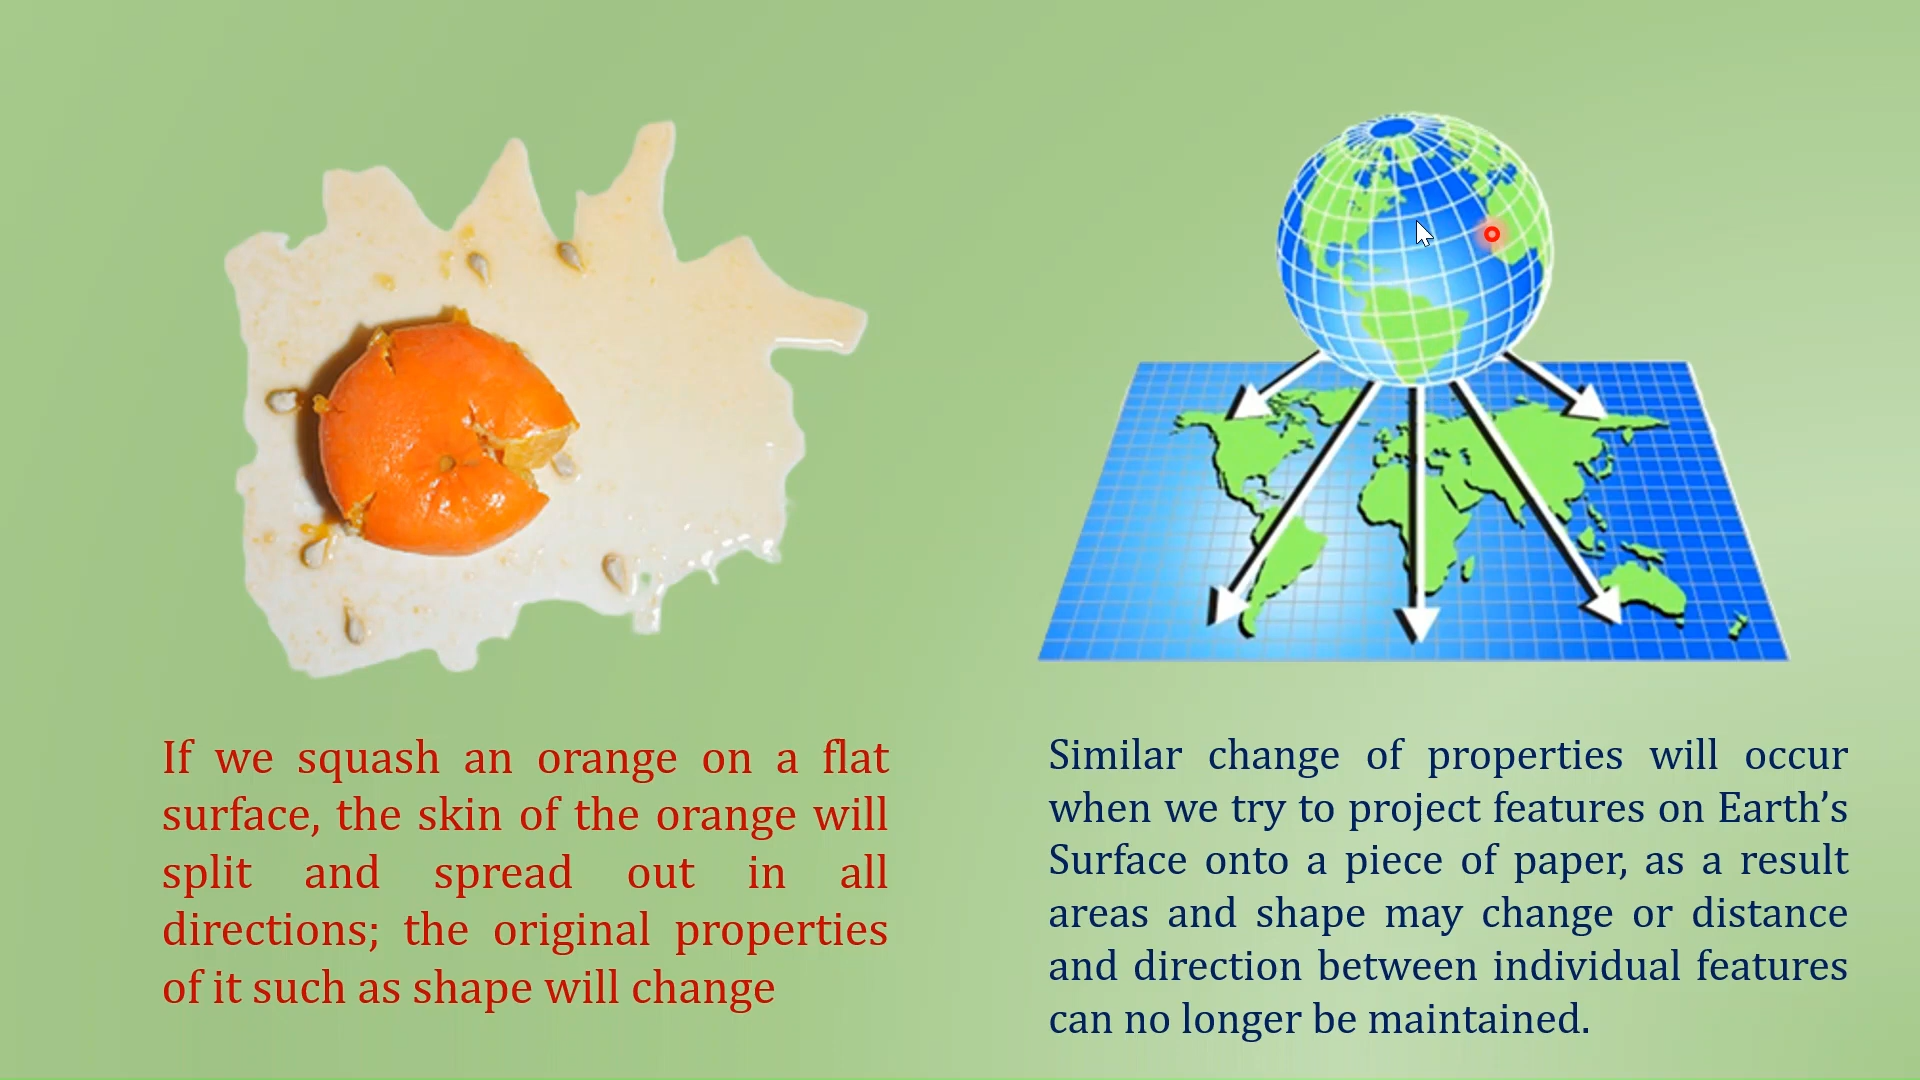 If we squash an orange on a flat
surface, the skin of the orange will
split and spread out in all
directions; the original properties
of it such as shape will change
Similar change of properties will occur
when we try to project features on Earth’s
Surface onto a piece of paper, as a result
areas and shape may change or distance
and direction between individual features
can no longer be maintained.